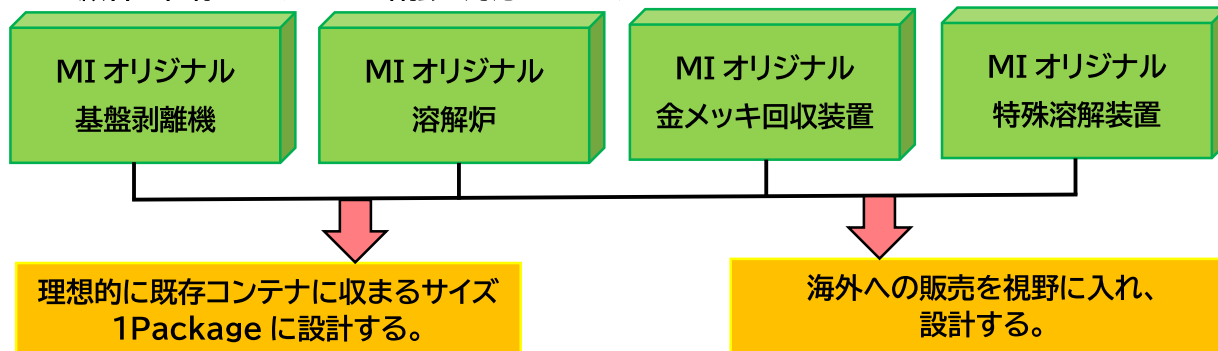 MI オリジナル
基盤剥離機
MI オリジナル
溶解炉
MI オリジナル
金メッキ回収装置
MI オリジナル
特殊溶解装置
理想的に既存コンテナに収まるサイズ
1Package に設計する。
海外への販売を視野に入れ、
設計する。